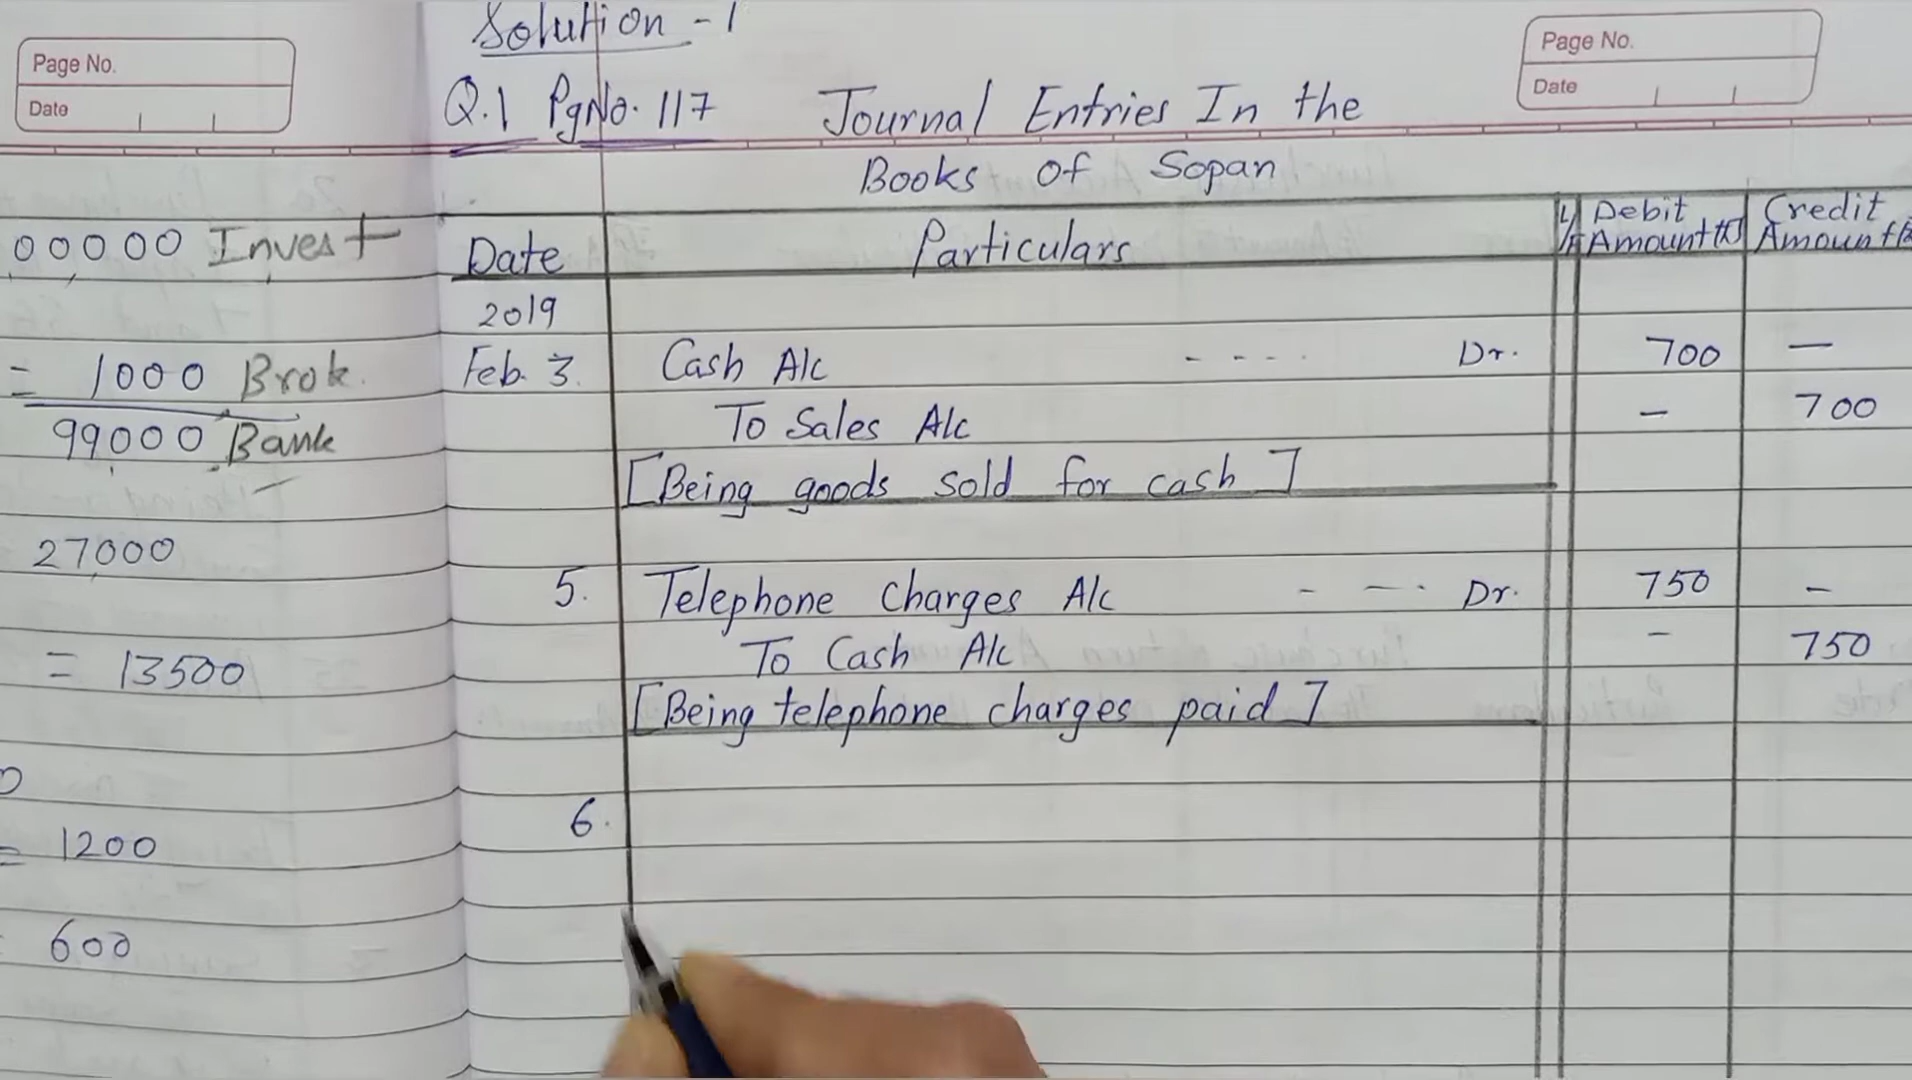 Solution - 1
Page No.
Date
Page No.
Date
Q.1 PgNo. 117 Journal Entries In the
Books of Sopan
00000 Invest
= 1000 Brok.
99000 Bank
27000
= 13500
1200
600
Date Particulars L/F Debit Amount(₹) Credit Amount(₹
2019
Feb. 3. Cash A/c - - - - Dr. 700 —
To Sales A/c — 700
[Being goods sold for cash]
5. Telephone Charges A/c - - - . Dr. 750 —
To Cash A/c — 750
[Being telephone charges paid]
6.